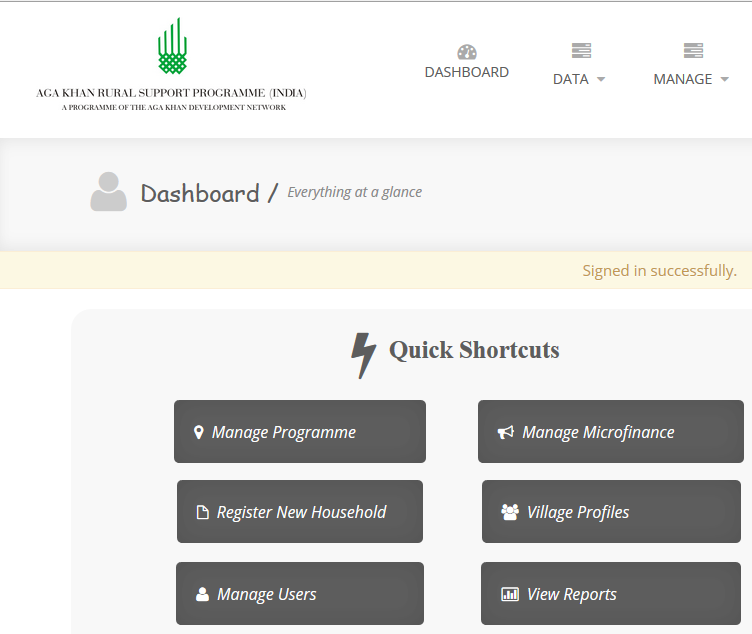 AGA KHAN RURAL SUPPORT PROGRAMME (INDIA)
A PROGRAMME OF THE AGA KHAN DEVELOPMENT NETWORK
DASHBOARD
DATA
MANAGE
Dashboard / Everything at a glance
Signed in successfully.
Quick Shortcuts
Manage Programme
Manage Microfinance
Register New Household
Village Profiles
Manage Users
View Reports